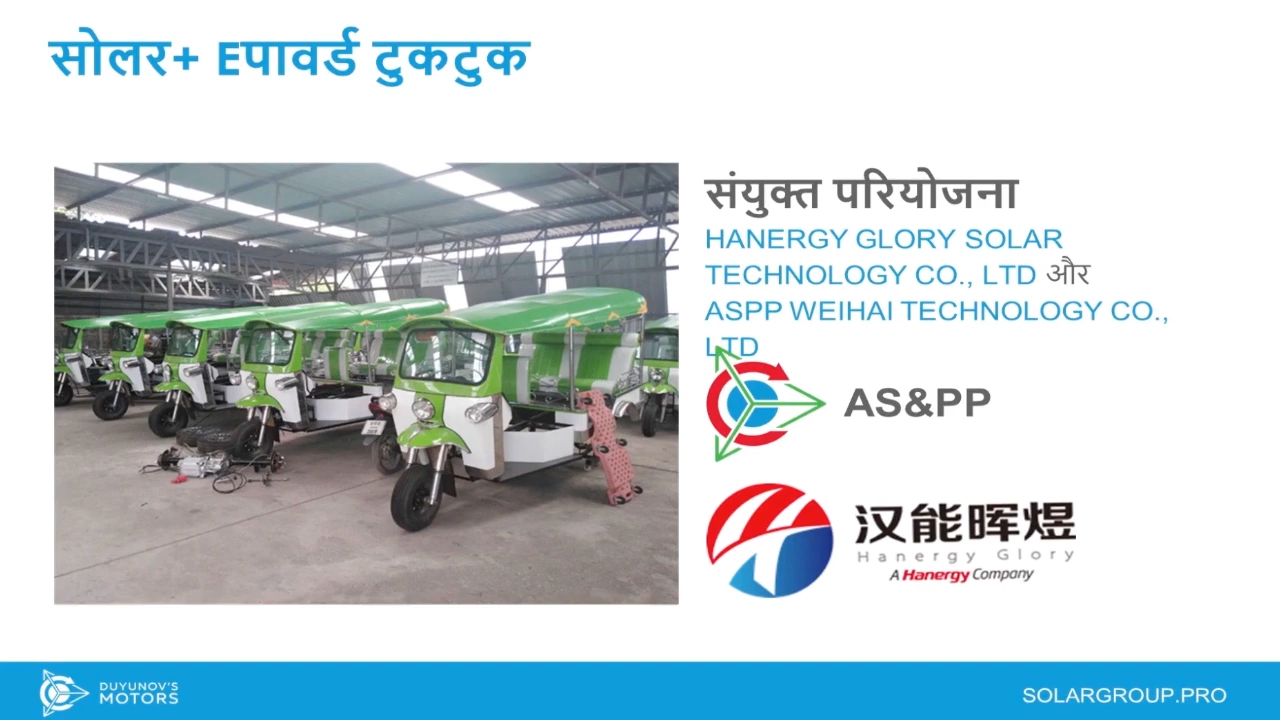 सोलर+ Eपावर्ड टुकटुक
संयुक्त परियोजना
HANERGY GLORY SOLAR
TECHNOLOGY CO., LTD और
ASPP WEIHAI TECHNOLOGY CO.,
LTD
AS&PP
汉能晖煜
Hanergy Glory
A Hanergy Company
DUYUNOV'S
MOTORS
SOLARGROUP.PRO